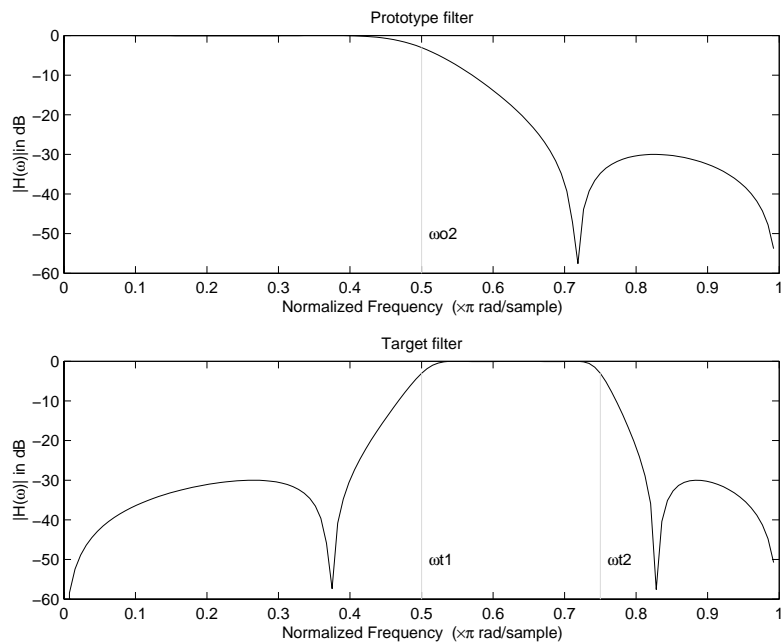 Prototype filter
|H(ω)|in dB
0
−10
−20
−30
−40
−50
−60
ωo2
0 0.1 0.2 0.3 0.4 0.5 0.6 0.7 0.8 0.9 1
Normalized Frequency (×π rad/sample)
Target filter
|H(ω)| in dB
0
−10
−20
−30
−40
−50
−60
ωt1 ωt2
0 0.1 0.2 0.3 0.4 0.5 0.6 0.7 0.8 0.9 1
Normalized Frequency (×π rad/sample)